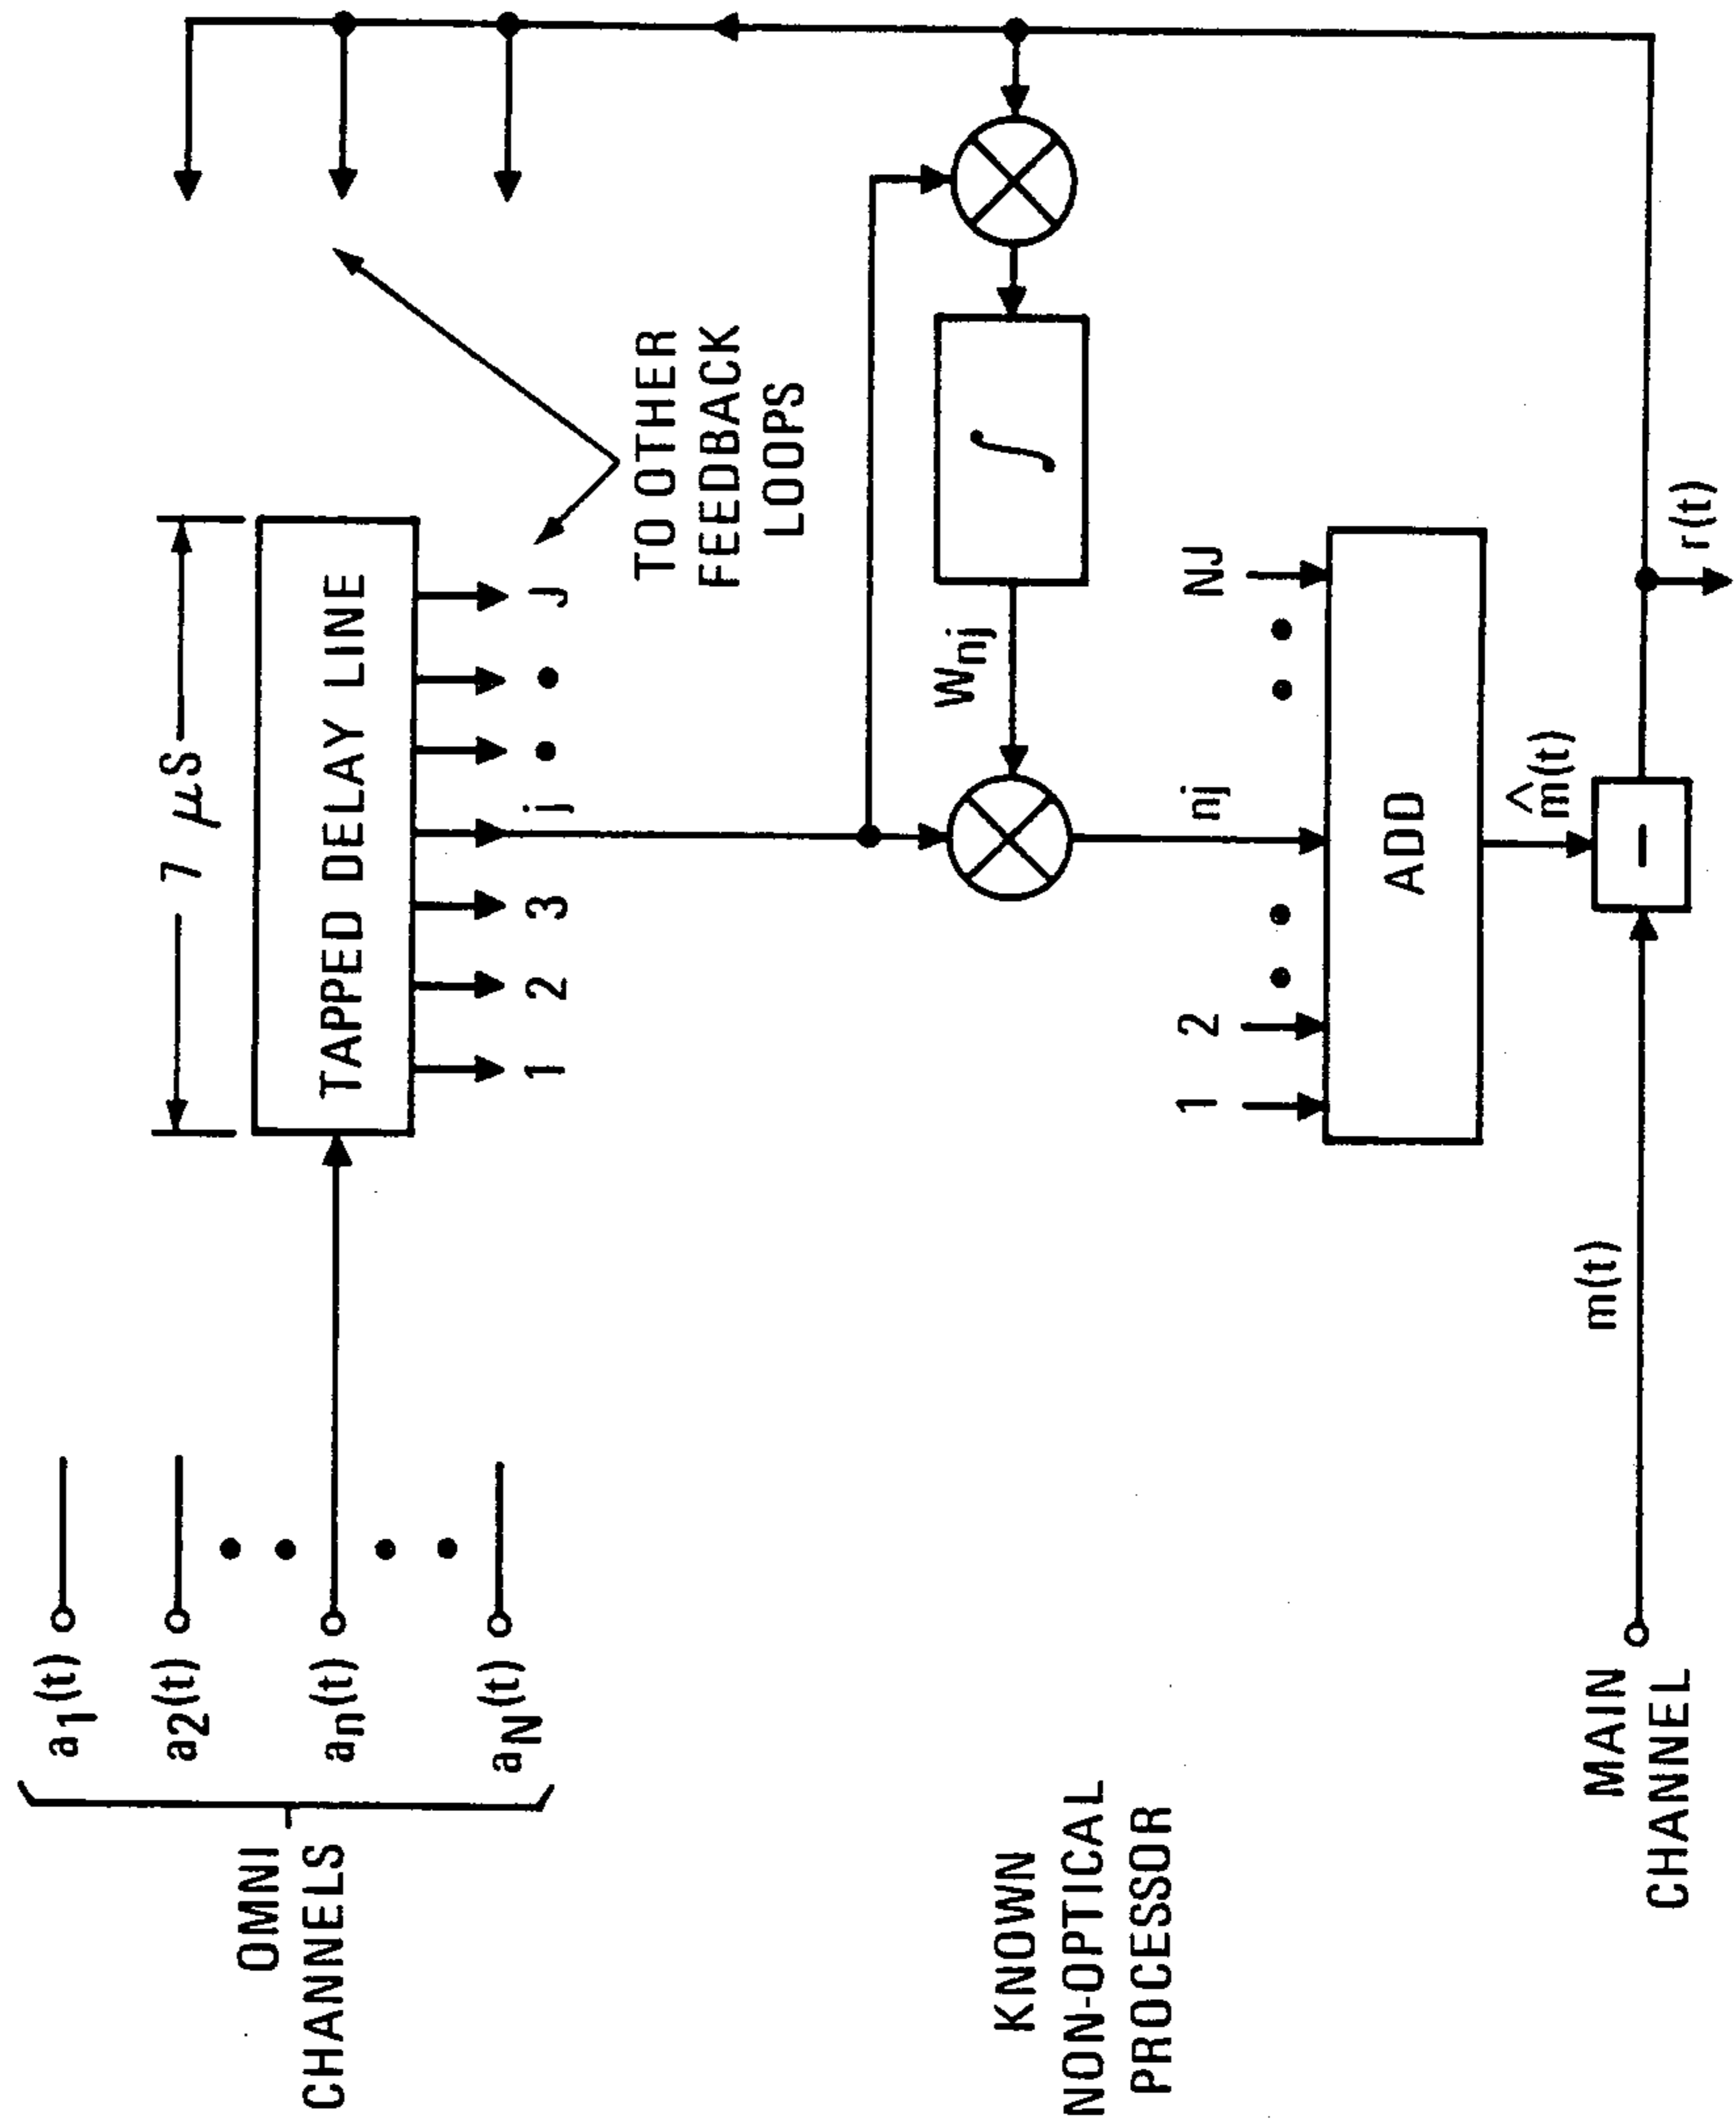 OMNI
CHANNELS
a1(t)
a2(t)
an(t)
aN(t)
7 μS
TAPPED DELAY LINE
1 2 3 j J
TO OTHER
FEEDBACK
LOOPS
∫
Wnj
KNOWN
NON-OPTICAL
PROCESSOR
1 2 nj NJ
ADD
m̂(t)
MAIN
CHANNEL
m(t)
−
r(t)